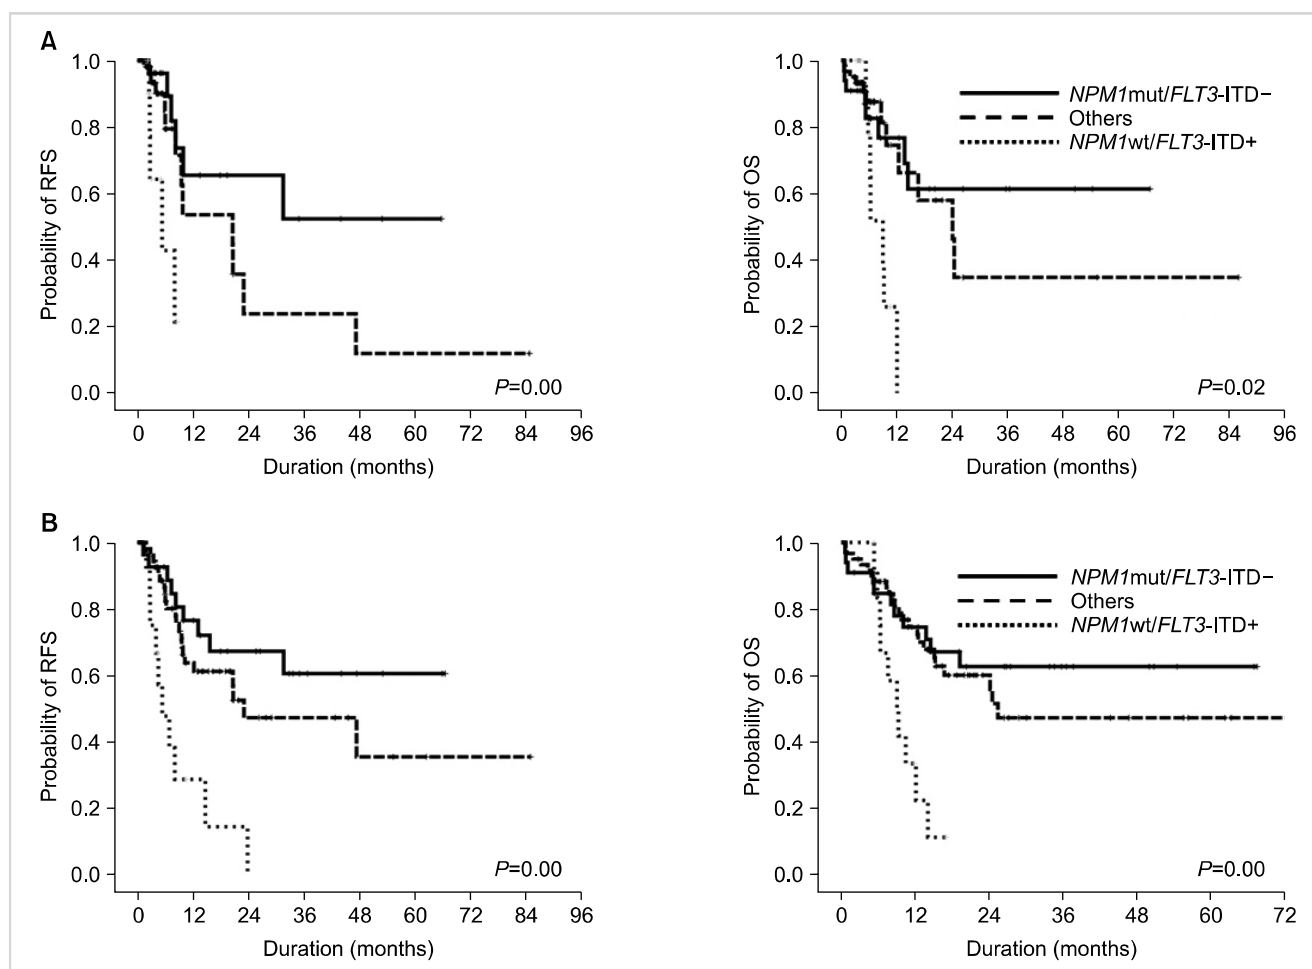 A
1.0
0.8
0.6
0.4
0.2
0.0
Probability of RFS
P=0.00
0 12 24 36 48 60 72 84 96
Duration (months)
1.0
0.8
0.6
0.4
0.2
0.0
Probability of OS
NPM1mut/FLT3-ITD−
Others
NPM1wt/FLT3-ITD+
P=0.02
0 12 24 36 48 60 72 84 96
Duration (months)
B
1.0
0.8
0.6
0.4
0.2
0.0
Probability of RFS
P=0.00
0 12 24 36 48 60 72 84 96
Duration (months)
1.0
0.8
0.6
0.4
0.2
0.0
Probability of OS
NPM1mut/FLT3-ITD−
Others
NPM1wt/FLT3-ITD+
P=0.00
0 12 24 36 48 60 72
Duration (months)